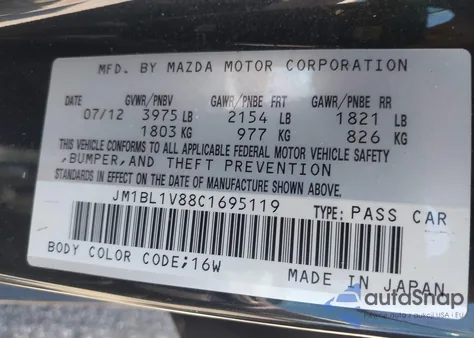 MFD. BY MAZDA MOTOR CORPORATION
DATE GVWR/PNBV GAWR/PNBE FRT GAWR/PNBE RR
07/12 3975 LB 2154 LB 1821 LB
1803 KG 977 KG 826 KG
THIS VEHICLE CONFORMS TO ALL APPLICABLE FEDERAL MOTOR VEHICLE SAFETY
,BUMPER,AND THEFT PREVENTION
STANDARDS IN EFFECT ON THE DATE OF MANUFACTURE SHOWN ABOVE.
JM1BL1V88C1695119 TYPE: PASS CAR
BODY COLOR CODE;16W
MADE IN JAPAN
autoSnap